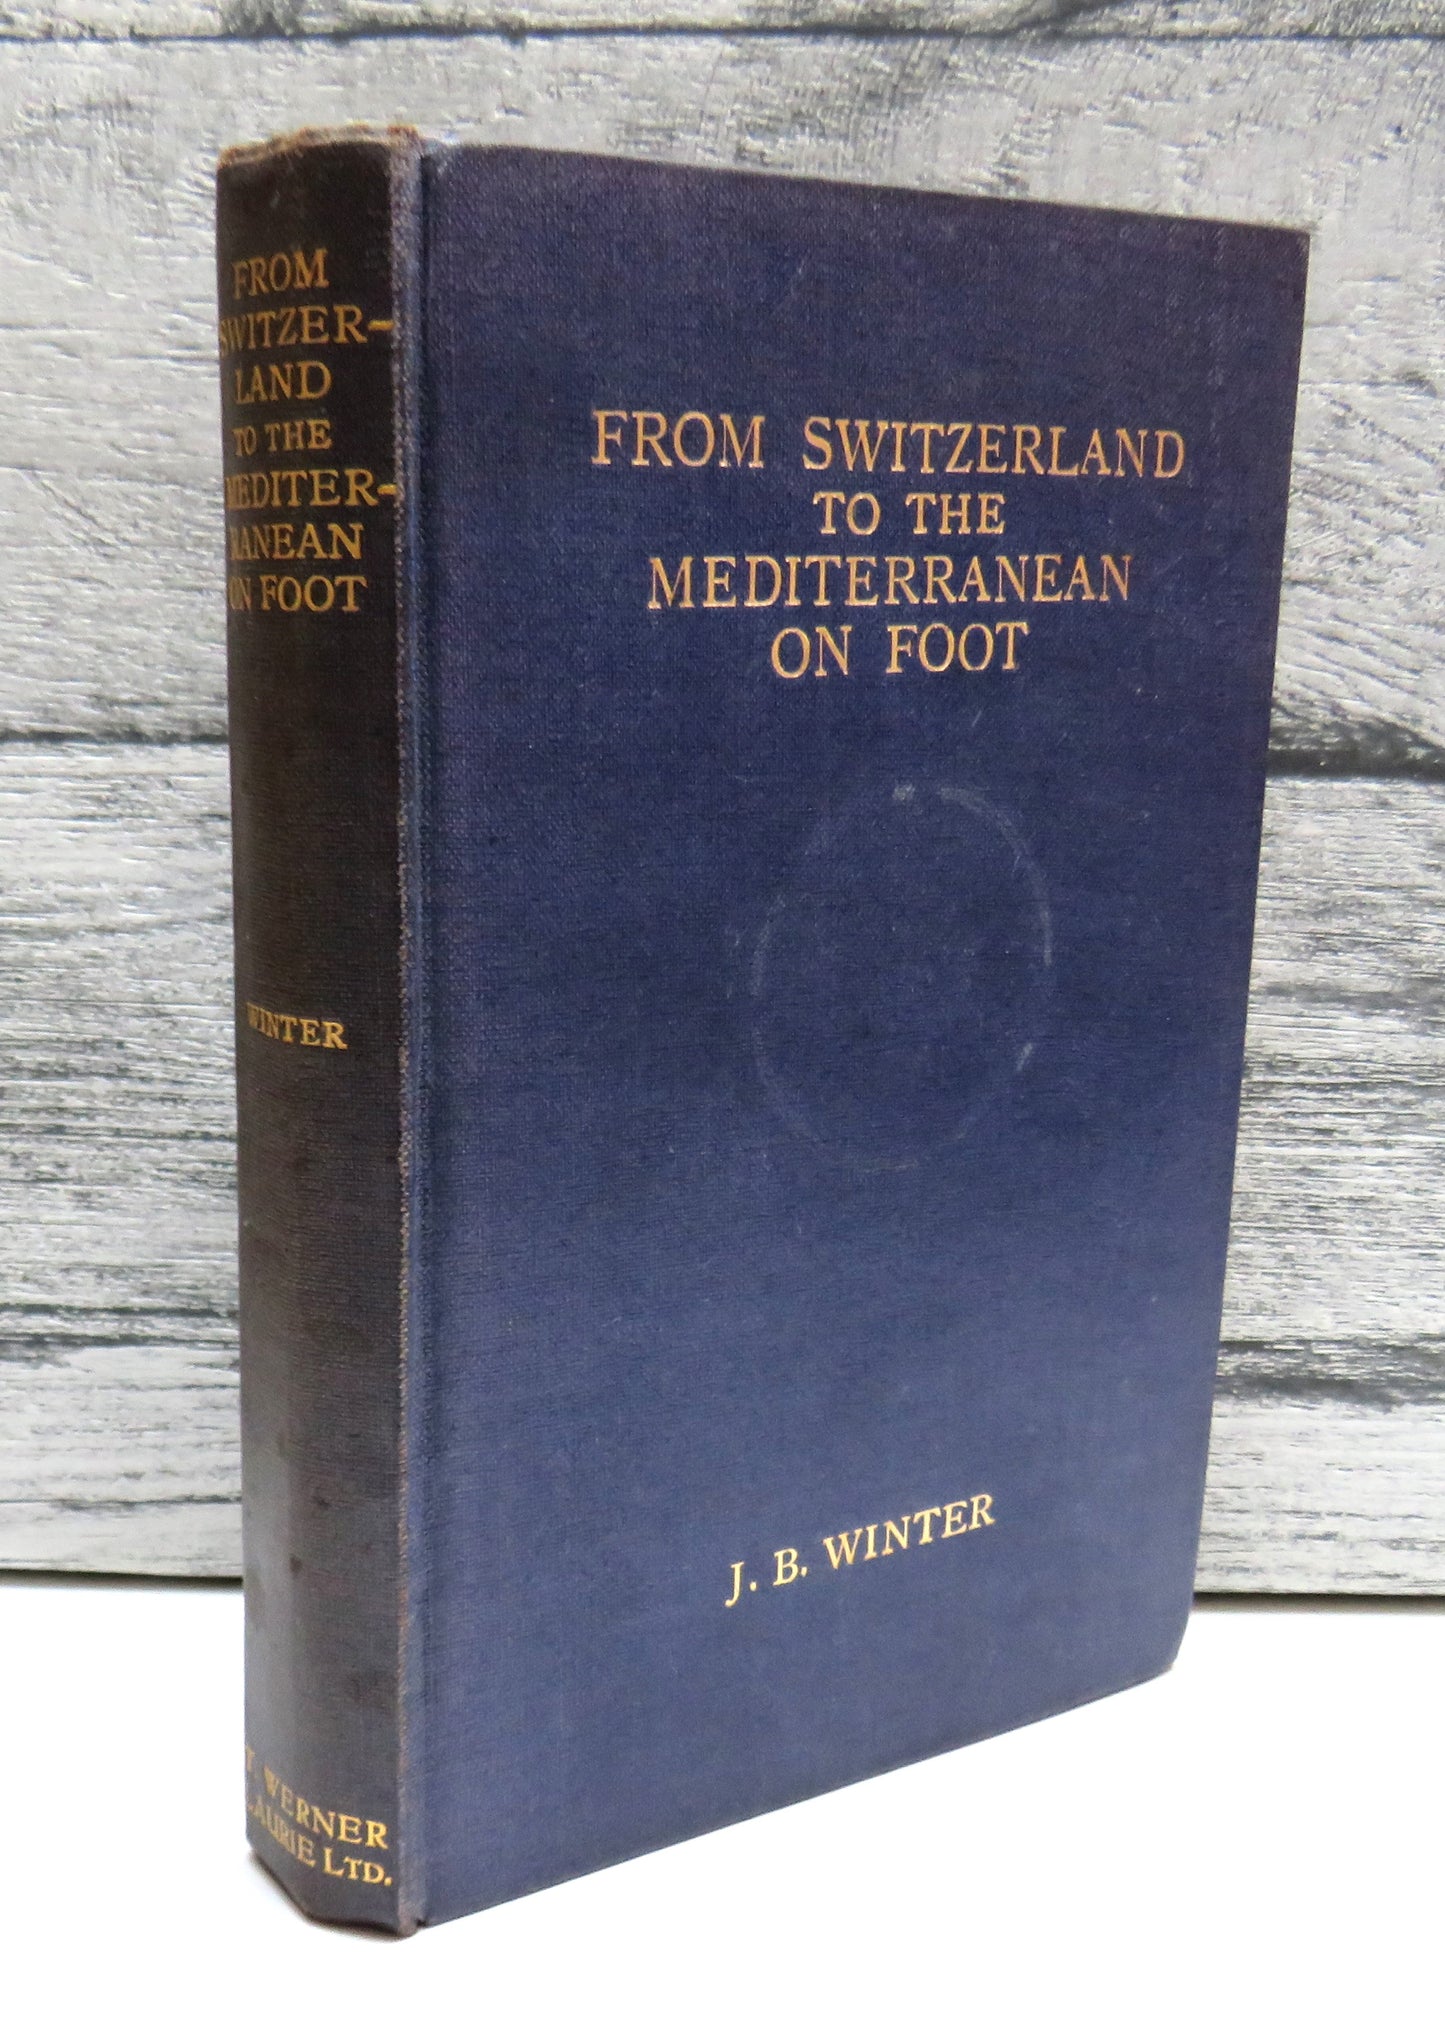 FROM
SWITZER-
LAND
TO THE
MEDITER-
RANEAN
ON FOOT
WINTER
T. WERNER
LAURIE LTD.
FROM SWITZERLAND
TO THE
MEDITERRANEAN
ON FOOT
J. B. WINTER